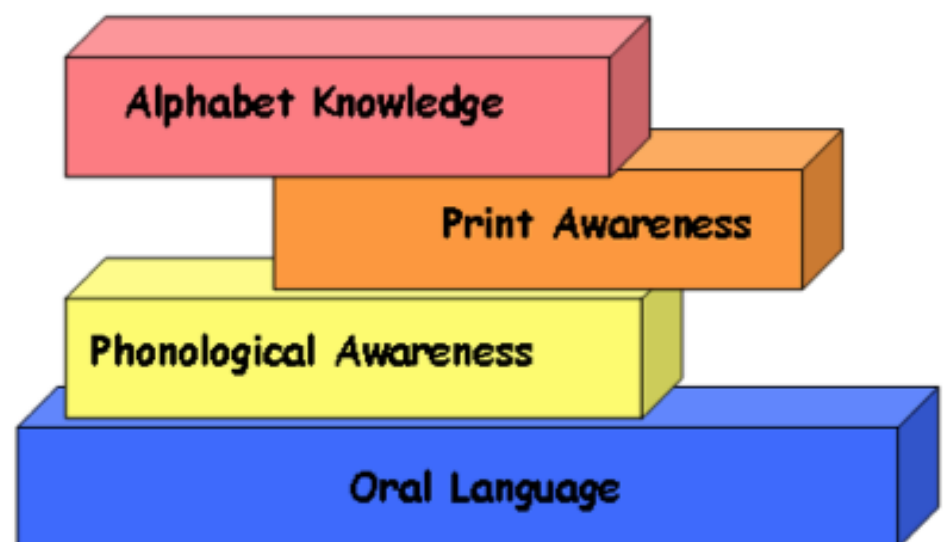 Alphabet Knowledge
Print Awareness
Phonological Awareness
Oral Language